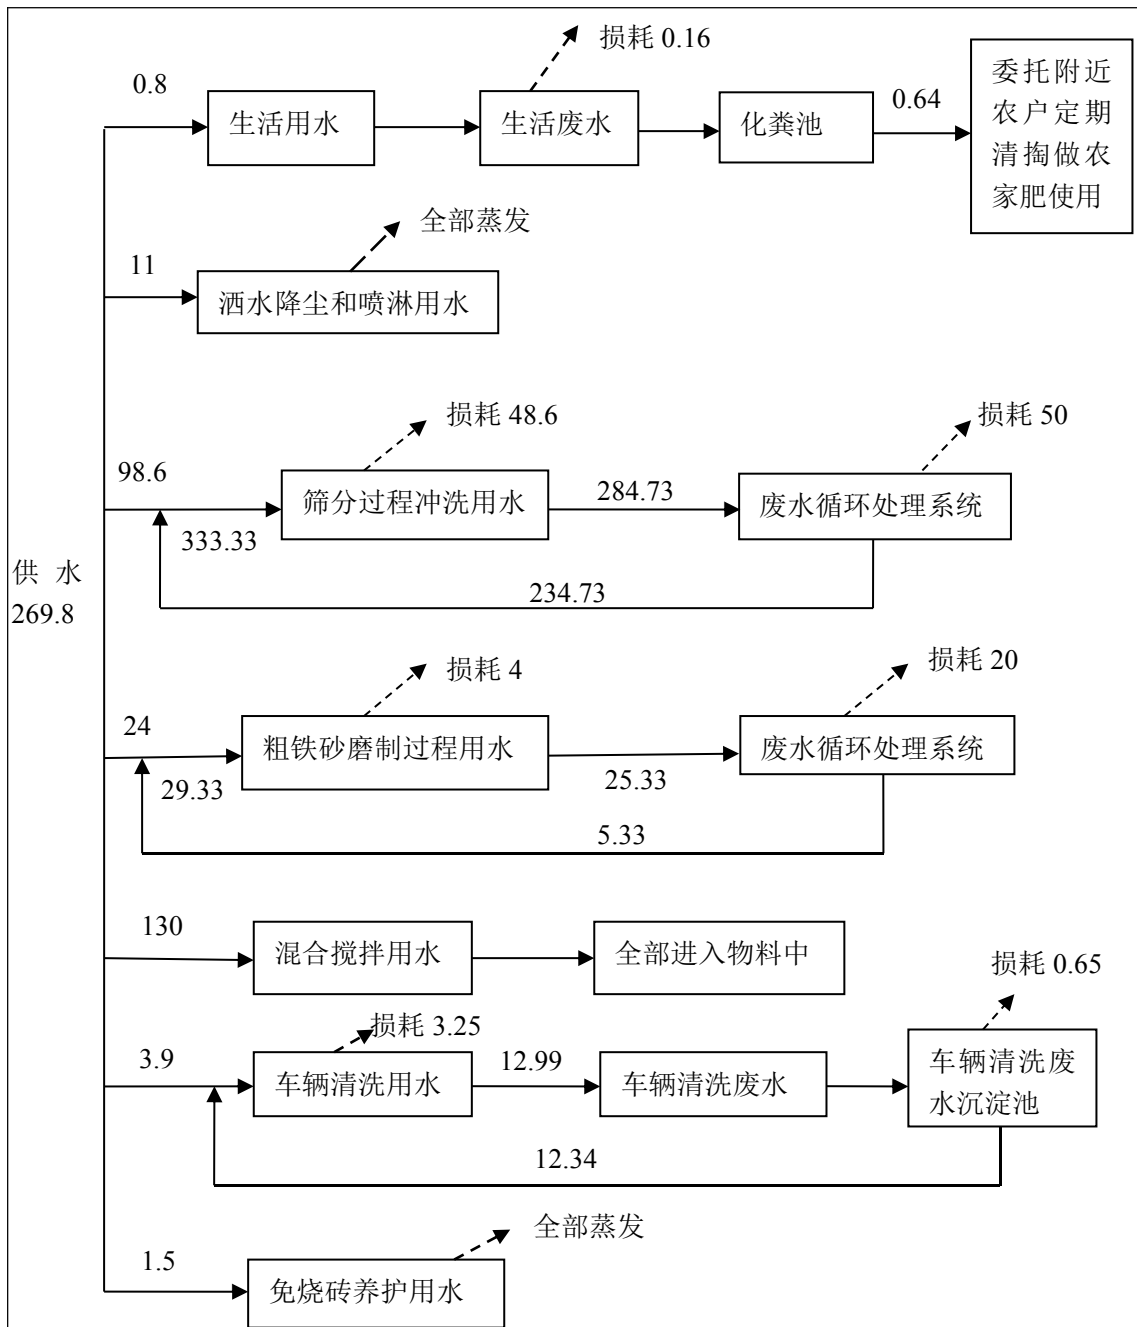 损耗 0.16
0.8
生活用水
生活废水
化粪池
0.64
委托附近
农户定期
清掏做农
家肥使用
全部蒸发
11
洒水降尘和喷淋用水
损耗 48.6
损耗 50
98.6
筛分过程冲洗用水
284.73
废水循环处理系统
333.33
234.73
供 水
269.8
损耗 4
损耗 20
24
粗铁砂磨制过程用水
废水循环处理系统
29.33
25.33
5.33
130
混合搅拌用水
全部进入物料中
损耗 0.65
损耗 3.25
3.9
车辆清洗用水
12.99
车辆清洗废水
车辆清洗废
水沉淀池
12.34
全部蒸发
1.5
免烧砖养护用水